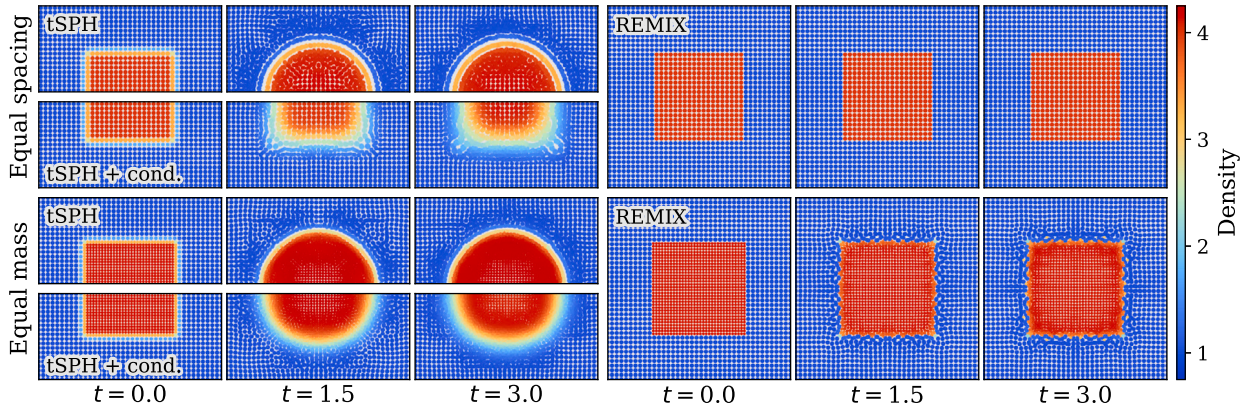 Equal spacing
tSPH
tSPH + cond.
REMIX
Equal mass
tSPH
tSPH + cond.
REMIX
t = 0.0
t = 1.5
t = 3.0
t = 0.0
t = 1.5
t = 3.0
4
3
2
1
Density